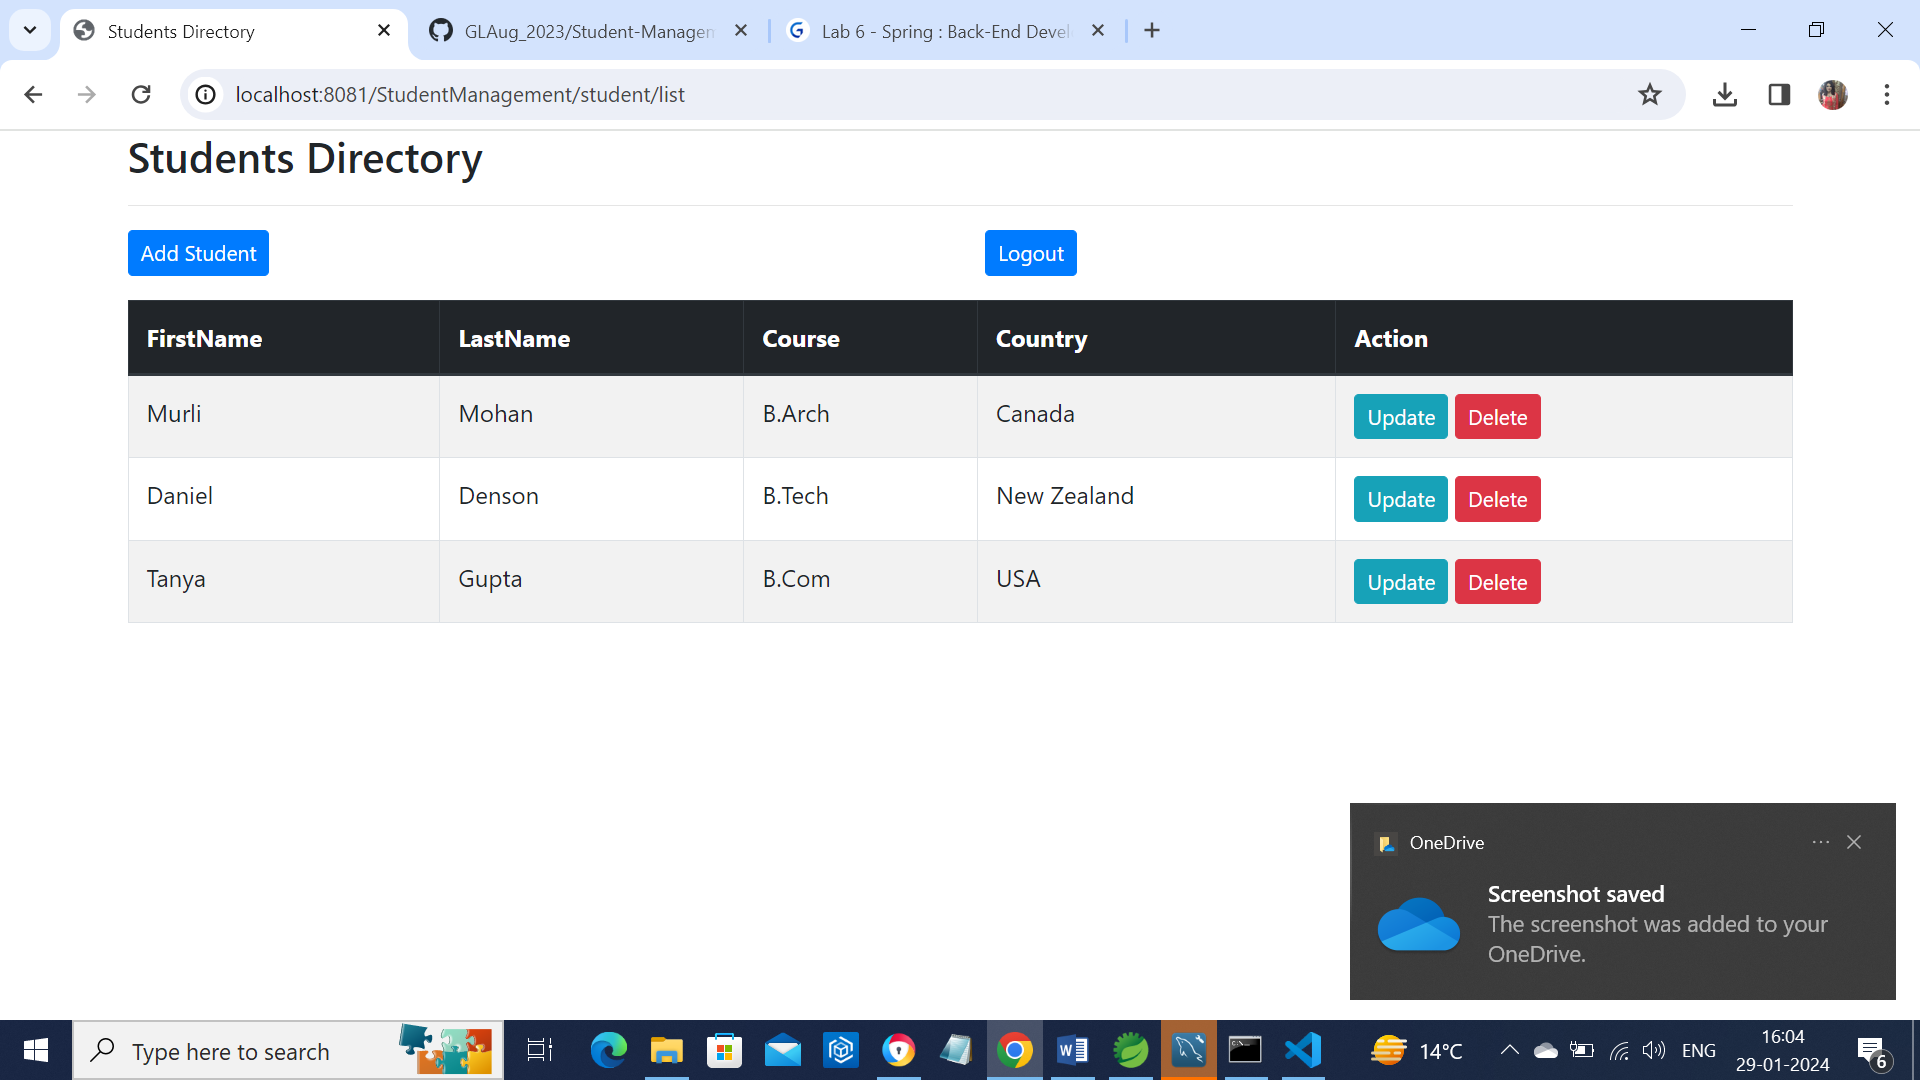 Students Directory
GLAug_2023/Student-Managem
Lab 6 - Spring : Back-End Devel
localhost:8081/StudentManagement/student/list
Students Directory
Add Student
Logout
FirstName LastName Course Country Action
Murli Mohan B.Arch Canada Update Delete
Daniel Denson B.Tech New Zealand Update Delete
Tanya Gupta B.Com USA Update Delete
OneDrive
Screenshot saved
The screenshot was added to your
OneDrive.
Type here to search
14°C
ENG
16:04
29-01-2024
6